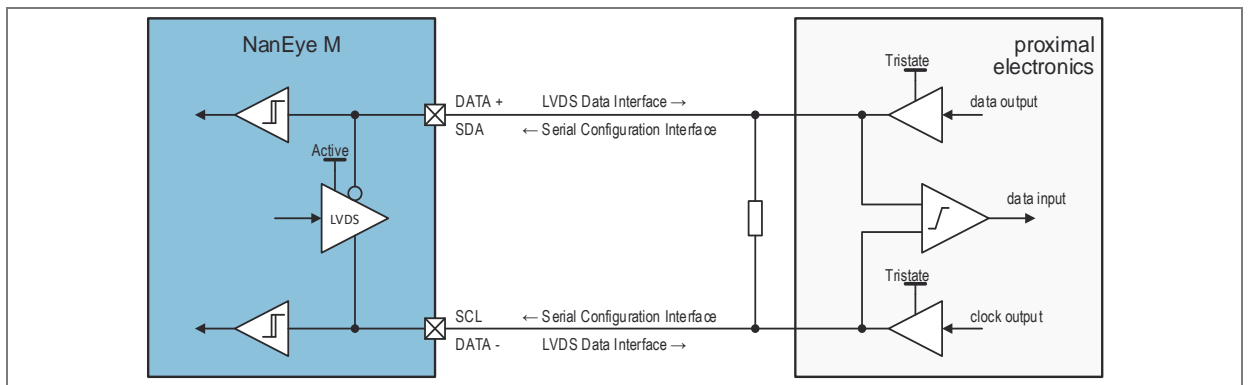 NanEye M
proximal
electronics
Tristate
DATA + LVDS Data Interface →
data output
SDA ← Serial Configuration Interface
Active
LVDS
data input
Tristate
SCL ← Serial Configuration Interface
clock output
DATA - LVDS Data Interface →